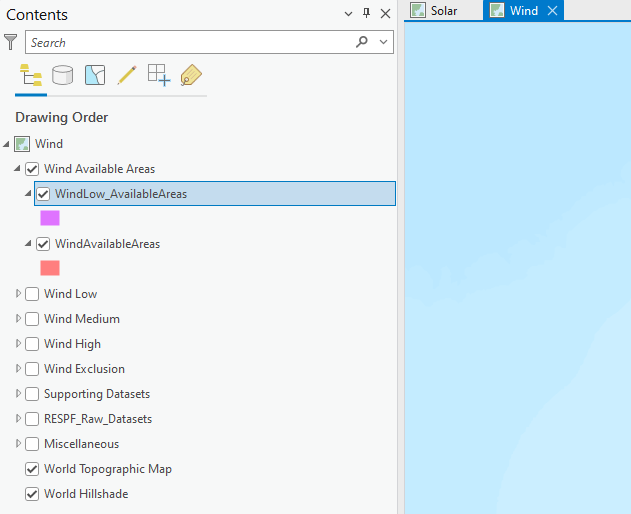 Contents
Search
Drawing Order
Wind
Wind Available Areas
WindLow_AvailableAreas
WindAvailableAreas
Wind Low
Wind Medium
Wind High
Wind Exclusion
Supporting Datasets
RESPF_Raw_Datasets
Miscellaneous
World Topographic Map
World Hillshade
Solar
Wind